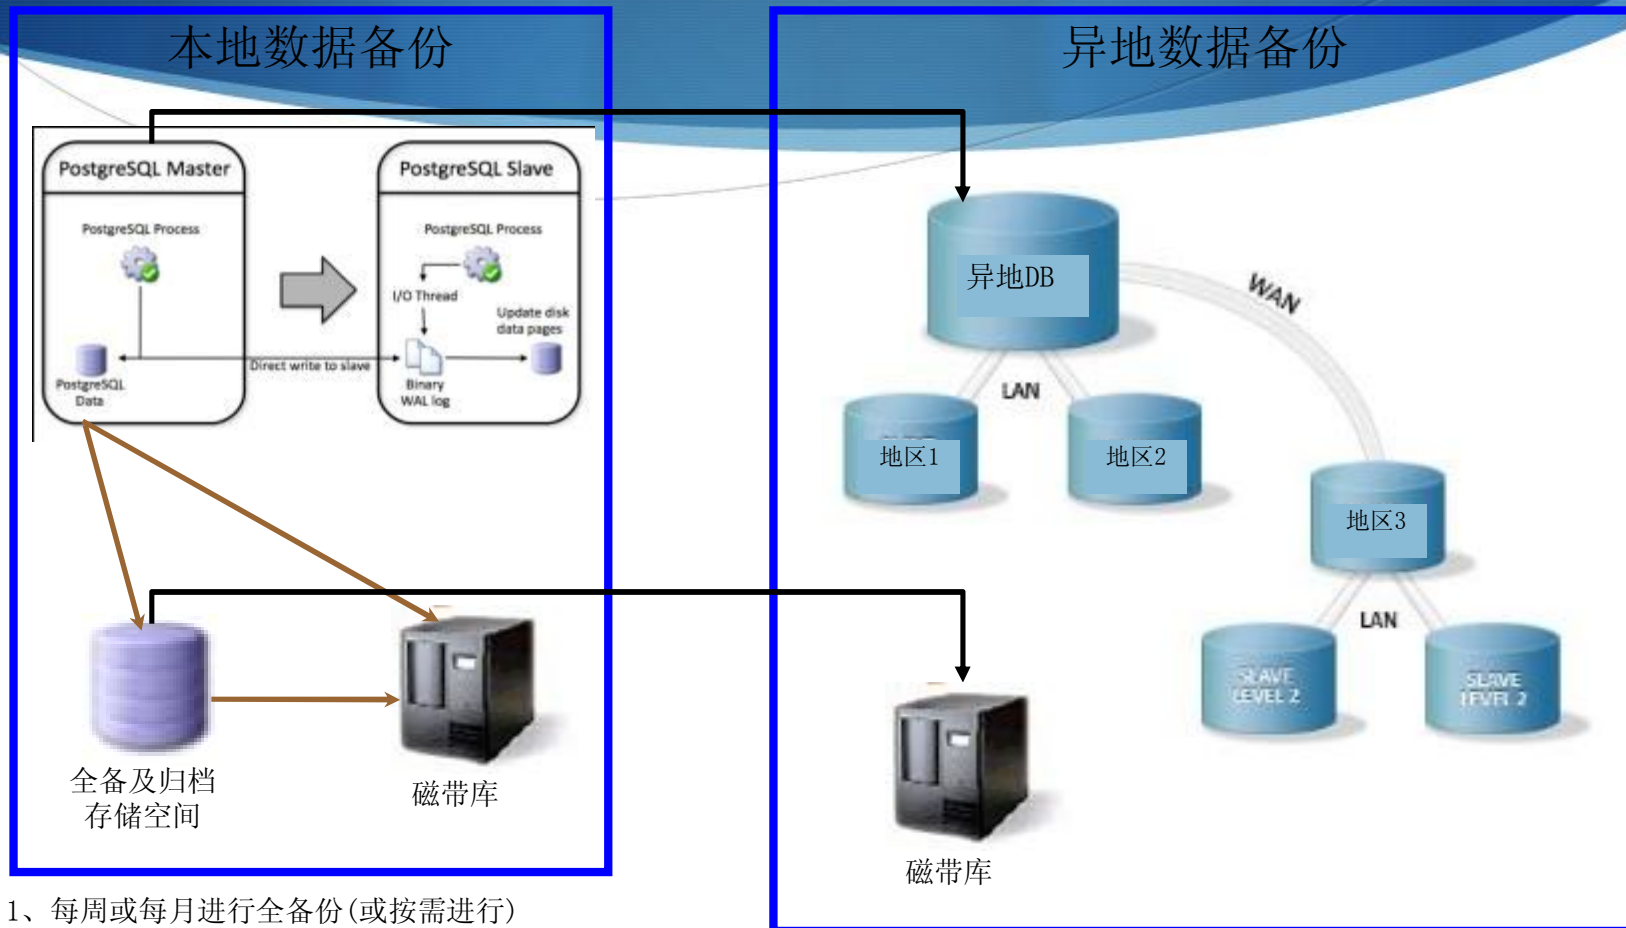 本地数据备份
异地数据备份
PostgreSQL Master
PostgreSQL Slave
PostgreSQL Process
PostgreSQL Process
I/O Thread
Update disk
data pages
Direct write to slave
PostgreSQL
Data
Binary
WAL log
异地DB
WAN
LAN
地区1
地区2
地区3
LAN
SLAVE
LEVEL 2
SLAVE
LEVEL 2
全备及归档
存储空间
磁带库
磁带库
1、每周或每月进行全备份(或按需进行)